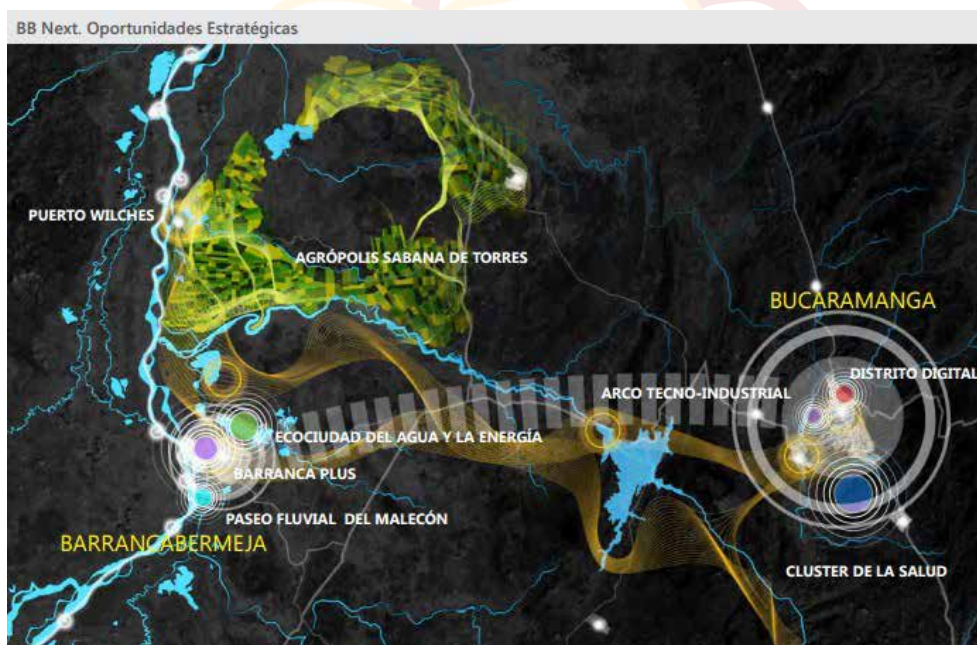 BB Next. Oportunidades Estratégicas
PUERTO WILCHES
AGRÓPOLIS SABANA DE TORRES
BUCARAMANGA
DISTRITO DIGITAL
ARCO TECNO-INDUSTRIAL
ECOCIUDAD DEL AGUA Y LA ENERGÍA
BARRANCA PLUS
PASEO FLUVIAL DEL MALECÓN
BARRANCABERMEJA
CLUSTER DE LA SALUD